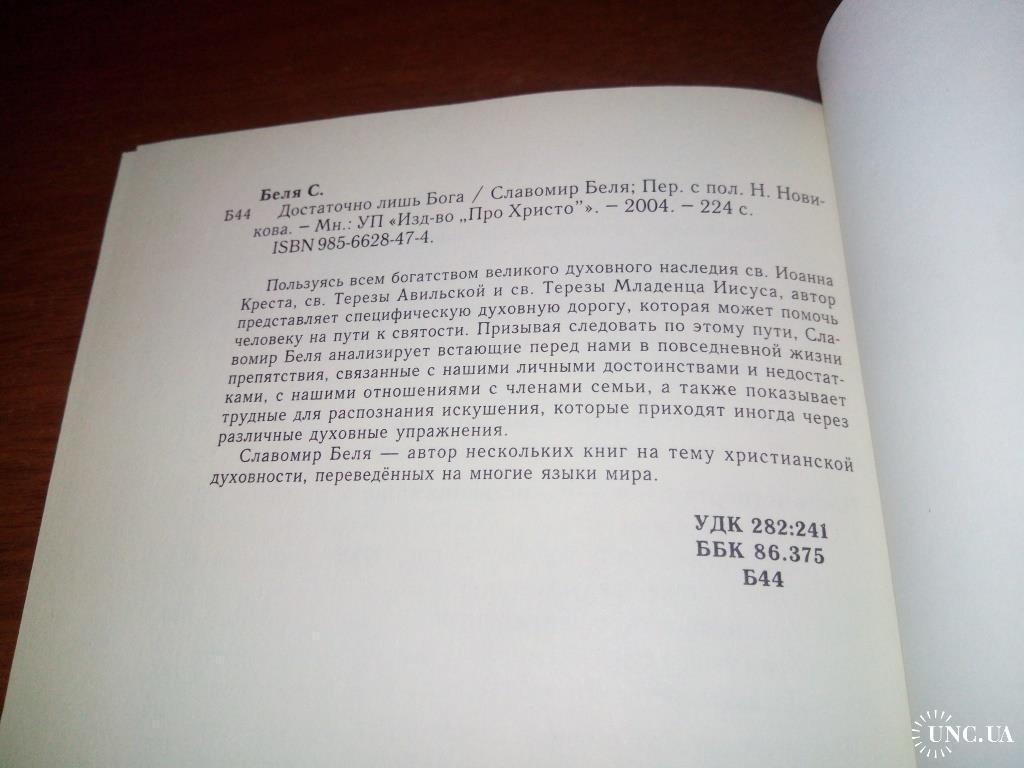 Беля С.
Б44 Достаточно лишь Бога / Славомир Беля; Пер. с пол. Н. Нови-
кова. – Мн.: УП «Изд-во „Про Христо”». – 2004. – 224 с.
ISBN 985-6628-47-4.
Пользуясь всем богатством великого духовного наследия св. Иоанна
Креста, св. Терезы Авильской и св. Терезы Младенца Иисуса, автор
представляет специфическую духовную дорогу, которая может помочь
человеку на пути к святости. Призывая следовать по этому пути, Сла-
вомир Беля анализирует встающие перед нами в повседневной жизни
препятствия, связанные с нашими личными достоинствами и недостат-
ками, с нашими отношениями с членами семьи, а также показывает
трудные для распознания искушения, которые приходят иногда через
различные духовные упражнения.
Славомир Беля — автор нескольких книг на тему христианской
духовности, переведённых на многие языки мира.
УДК 282:241
ББК 86.375
Б44
UNC.UA